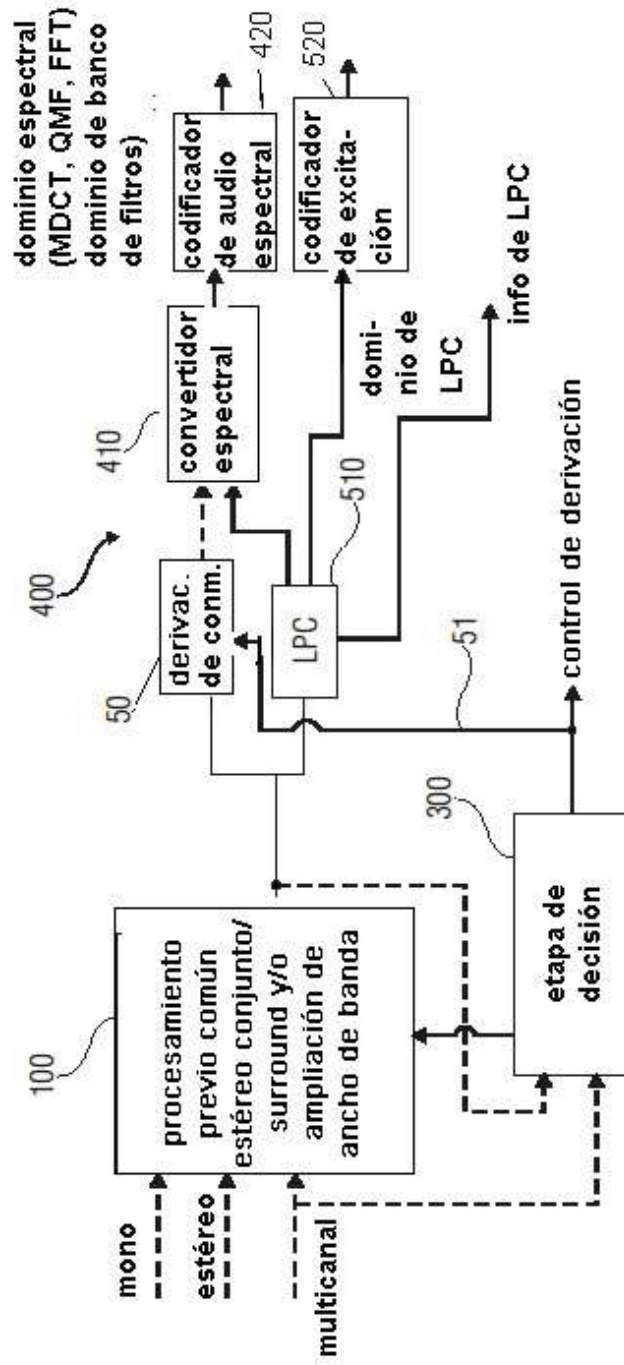 mono
estéreo
multicanal
100
procesamiento
previo común
estéreo conjunto/
surround y/o
ampliación de
ancho de banda
300
etapa de
decisión
control de derivación
51
50
derivac.
de conm.
LPC
510
400
410
convertidor
espectral
dominio espectral
(MDCT, QMF, FFT)
dominio de banco
de filtros)
codificador
de audio
espectral
420
codificador
de excita-
ción
520
domi-
nio de
LPC
info de LPC